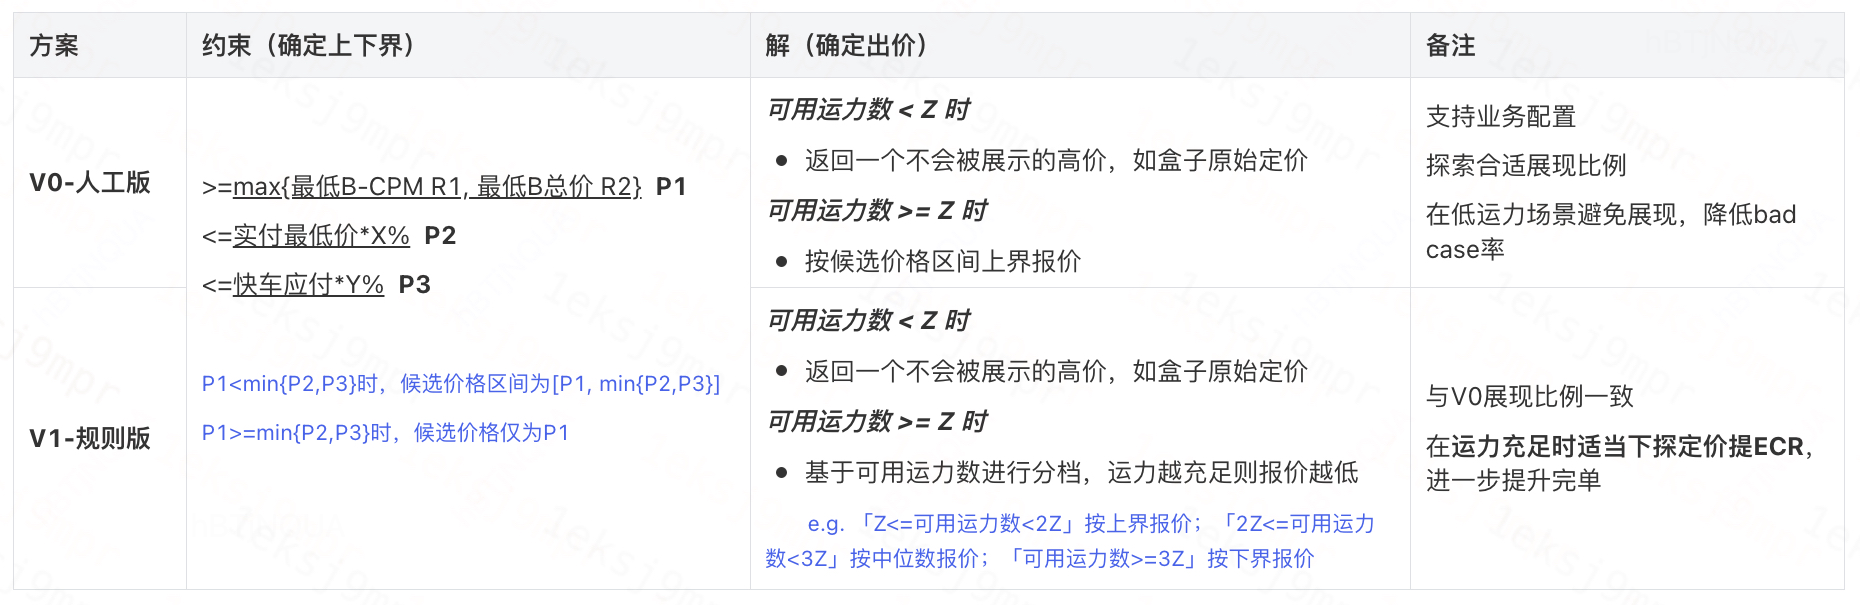 方案
约束（确定上下界）
解（确定出价）
备注
V0-人工版
>=max{最低B-CPM R1, 最低B总价 R2} P1
<=实付最低价*X% P2
<=快车应付*Y% P3
P1<min{P2,P3}时，候选价格区间为[P1, min{P2,P3}]
P1>=min{P2,P3}时，候选价格仅为P1
可用运力数 < Z 时
● 返回一个不会被展示的高价，如盒子原始定价
可用运力数 >= Z 时
● 按候选价格区间上界报价
支持业务配置
探索合适展现比例
在低运力场景避免展现，降低bad
case率
V1-规则版
可用运力数 < Z 时
● 返回一个不会被展示的高价，如盒子原始定价
可用运力数 >= Z 时
● 基于可用运力数进行分档，运力越充足则报价越低
e.g. 「Z<=可用运力数<2Z」按上界报价；「2Z<=可用运力
数<3Z」按中位数报价；「可用运力数>=3Z」按下界报价
与V0展现比例一致
在运力充足时适当下探定价提ECR，
进一步提升完单
1eksj9mpr